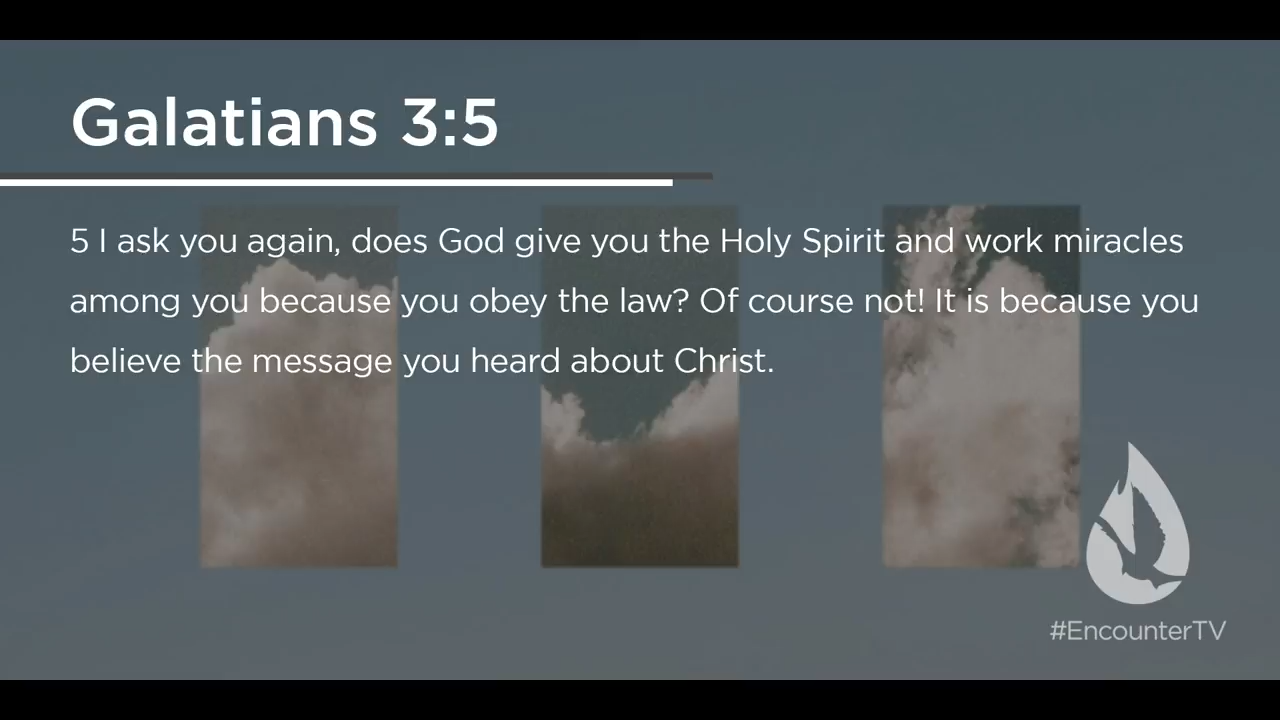 Galatians 3:5
5 I ask you again, does God give you the Holy Spirit and work miracles
among you because you obey the law? Of course not! It is because you
believe the message you heard about Christ.
#EncounterTV